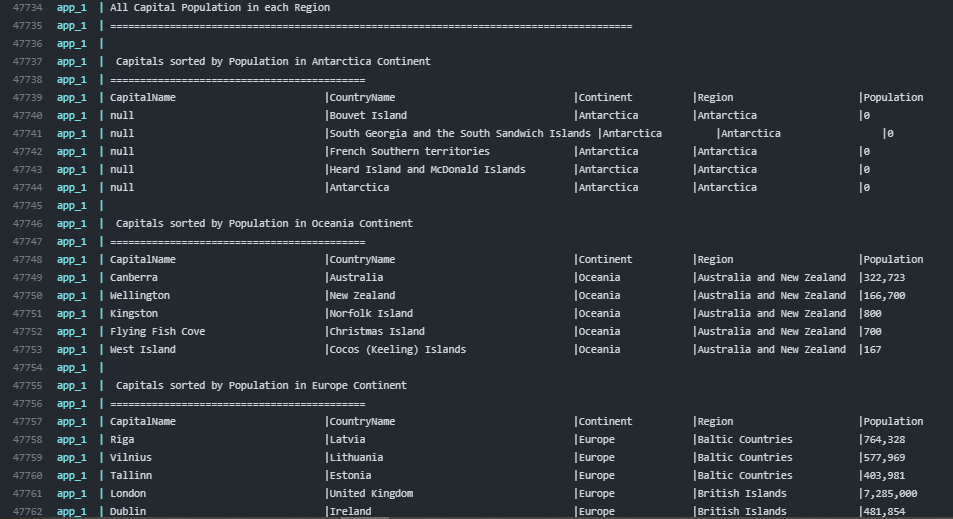 47734 app_1 | All Capital Population in each Region
47735 app_1 | ========================================================================================
47736 app_1 |
47737 app_1 |  Capitals sorted by Population in Antarctica Continent
47738 app_1 | ===========================================
47739 app_1 | CapitalName |CountryName |Continent |Region |Population
47740 app_1 | null |Bouvet Island |Antarctica |Antarctica |0
47741 app_1 | null |South Georgia and the South Sandwich Islands |Antarctica |Antarctica |0
47742 app_1 | null |French Southern territories |Antarctica |Antarctica |0
47743 app_1 | null |Heard Island and McDonald Islands |Antarctica |Antarctica |0
47744 app_1 | null |Antarctica |Antarctica |Antarctica |0
47745 app_1 |
47746 app_1 |  Capitals sorted by Population in Oceania Continent
47747 app_1 | ===========================================
47748 app_1 | CapitalName |CountryName |Continent |Region |Population
47749 app_1 | Canberra |Australia |Oceania |Australia and New Zealand |322,723
47750 app_1 | Wellington |New Zealand |Oceania |Australia and New Zealand |166,700
47751 app_1 | Kingston |Norfolk Island |Oceania |Australia and New Zealand |800
47752 app_1 | Flying Fish Cove |Christmas Island |Oceania |Australia and New Zealand |700
47753 app_1 | West Island |Cocos (Keeling) Islands |Oceania |Australia and New Zealand |167
47754 app_1 |
47755 app_1 |  Capitals sorted by Population in Europe Continent
47756 app_1 | ===========================================
47757 app_1 | CapitalName |CountryName |Continent |Region |Population
47758 app_1 | Riga |Latvia |Europe |Baltic Countries |764,328
47759 app_1 | Vilnius |Lithuania |Europe |Baltic Countries |577,969
47760 app_1 | Tallinn |Estonia |Europe |Baltic Countries |403,981
47761 app_1 | London |United Kingdom |Europe |British Islands |7,285,000
47762 app_1 | Dublin |Ireland |Europe |British Islands |481,854